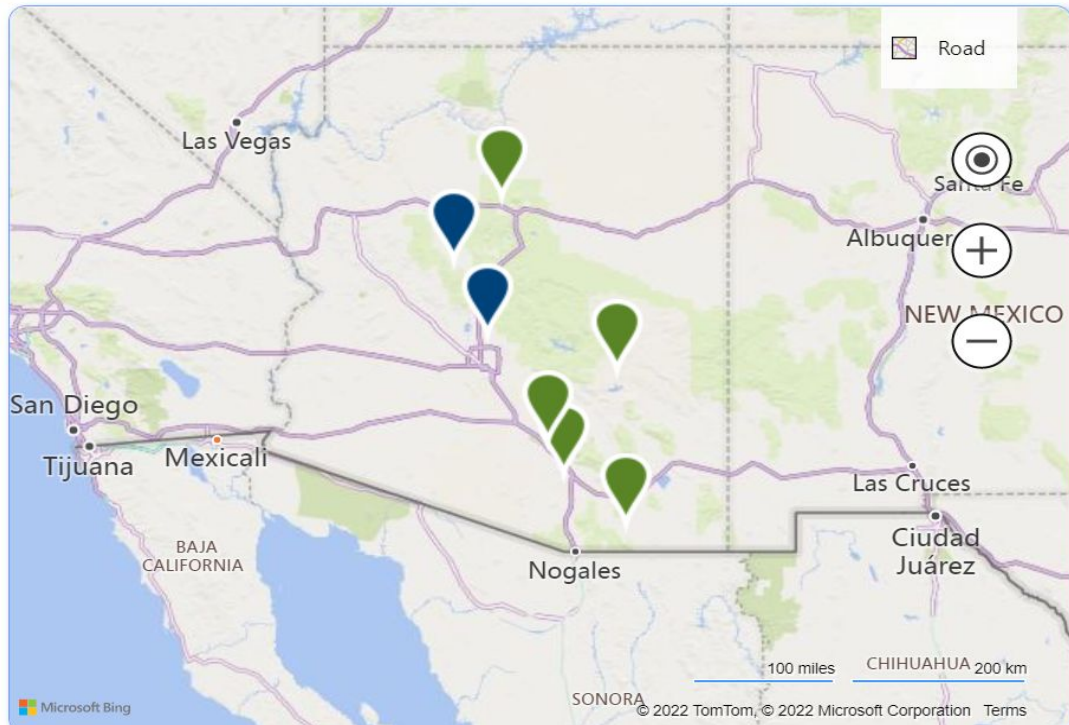 Road
Las Vegas
Santa Fe
Albuquer
NEW MEXICO
San Diego
Tijuana
Mexicali
Las Cruces
Ciudad
Juárez
BAJA
CALIFORNIA
Nogales
100 miles
CHIHUAHUA
200 km
SONORA
Microsoft Bing
© 2022 TomTom, © 2022 Microsoft Corporation Terms